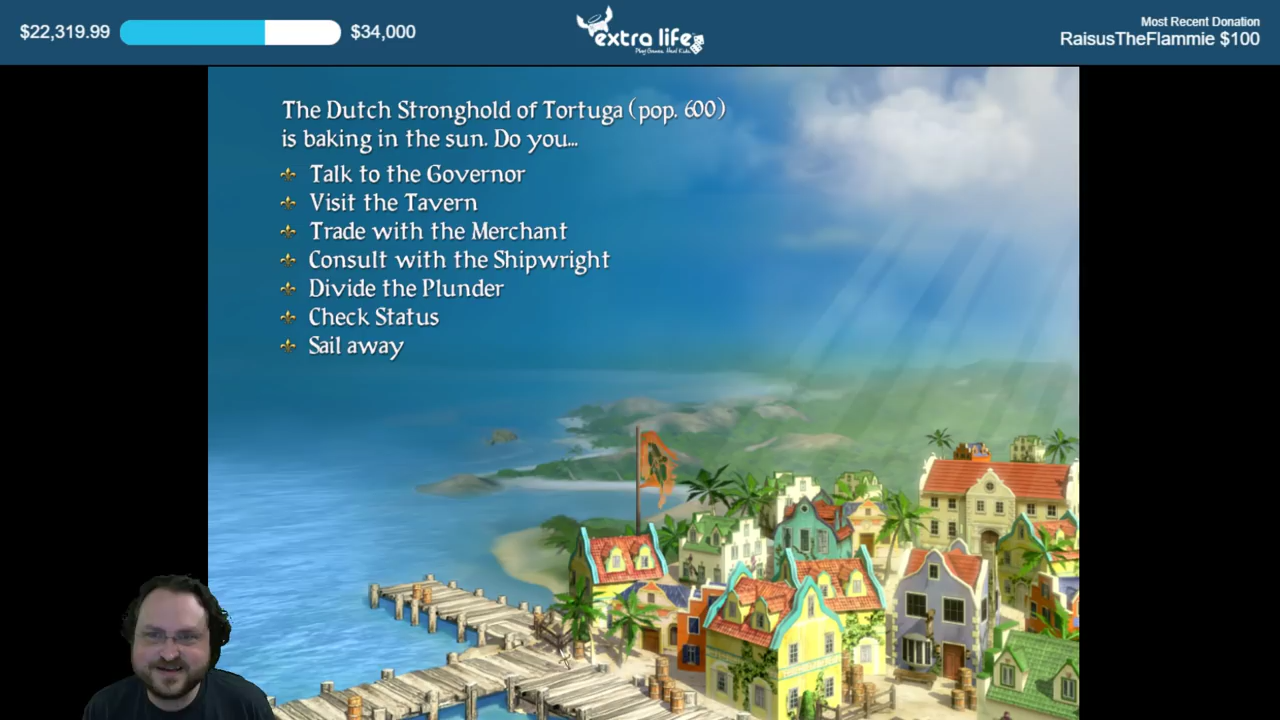 $22,319.99
$34,000
extra life
Play Games. Heal Kids.
Most Recent Donation
RaisusTheFlammie $100
The Dutch Stronghold of Tortuga (pop. 600)
is baking in the sun. Do you...
Talk to the Governor
Visit the Tavern
Trade with the Merchant
Consult with the Shipwright
Divide the Plunder
Check Status
Sail away